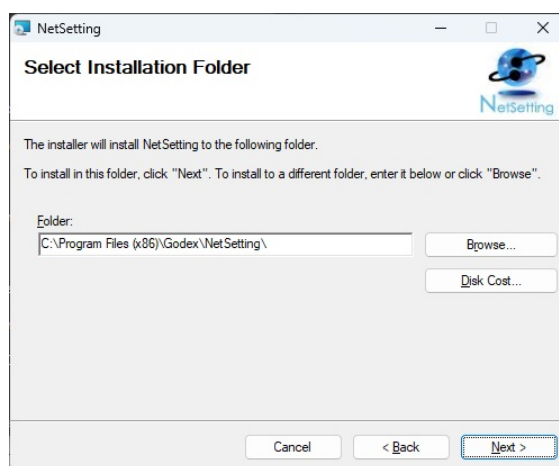 NetSetting
Select Installation Folder
NetSetting
The installer will install NetSetting to the following folder.
To install in this folder, click "Next". To install to a different folder, enter it below or click "Browse".
Folder:
C:\Program Files (x86)\Godex\NetSetting\
Browse...
Disk Cost...
Cancel
< Back
Next >